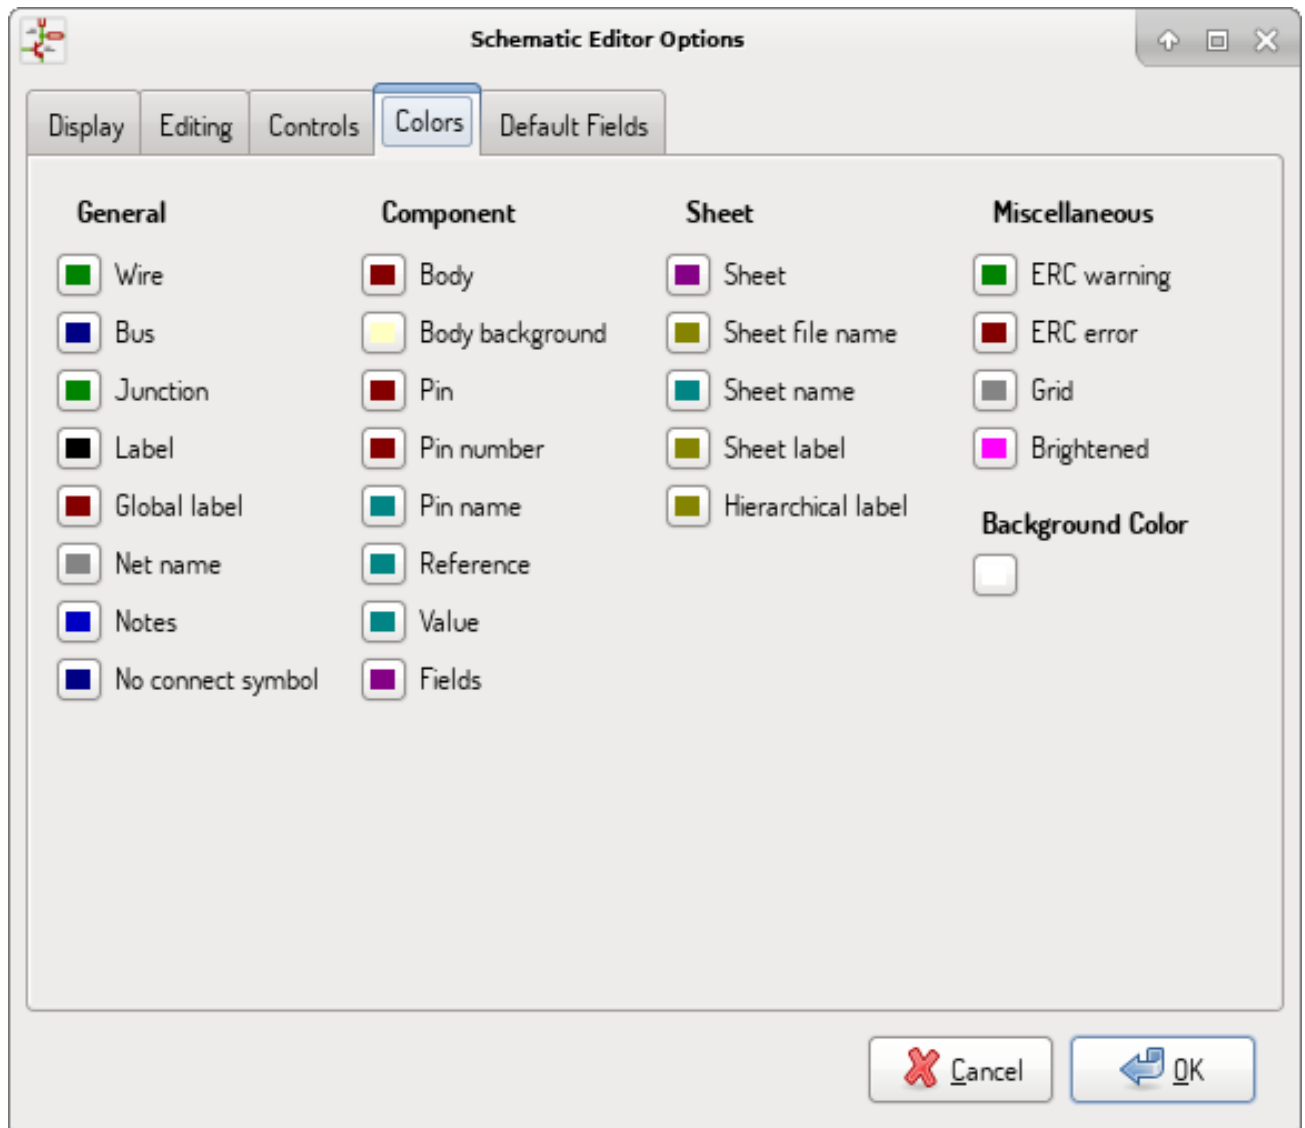 Schematic Editor Options
Display Editing Controls Colors Default Fields
General Component Sheet Miscellaneous
Wire Body Sheet ERC warning
Bus Body background Sheet file name ERC error
Junction Pin Sheet name Grid
Label Pin number Sheet label Brightened
Global label Pin name Hierarchical label Background Color
Net name Reference
Notes Value
No connect symbol Fields
Cancel OK